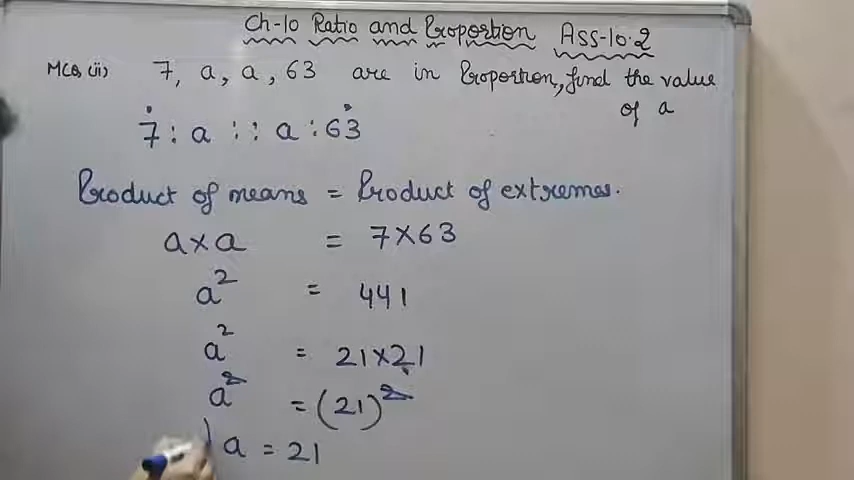 Ch-10 Ratio and Proportion Ass-10.2
MCQ (ii) 7, a, a, 63 are in Proportion, find the value
of a
7 : a :: a : 63
Product of means = Product of extremes.
a × a = 7 × 63
a² = 441
a² = 21 × 21
a² = (21)²
a = 21